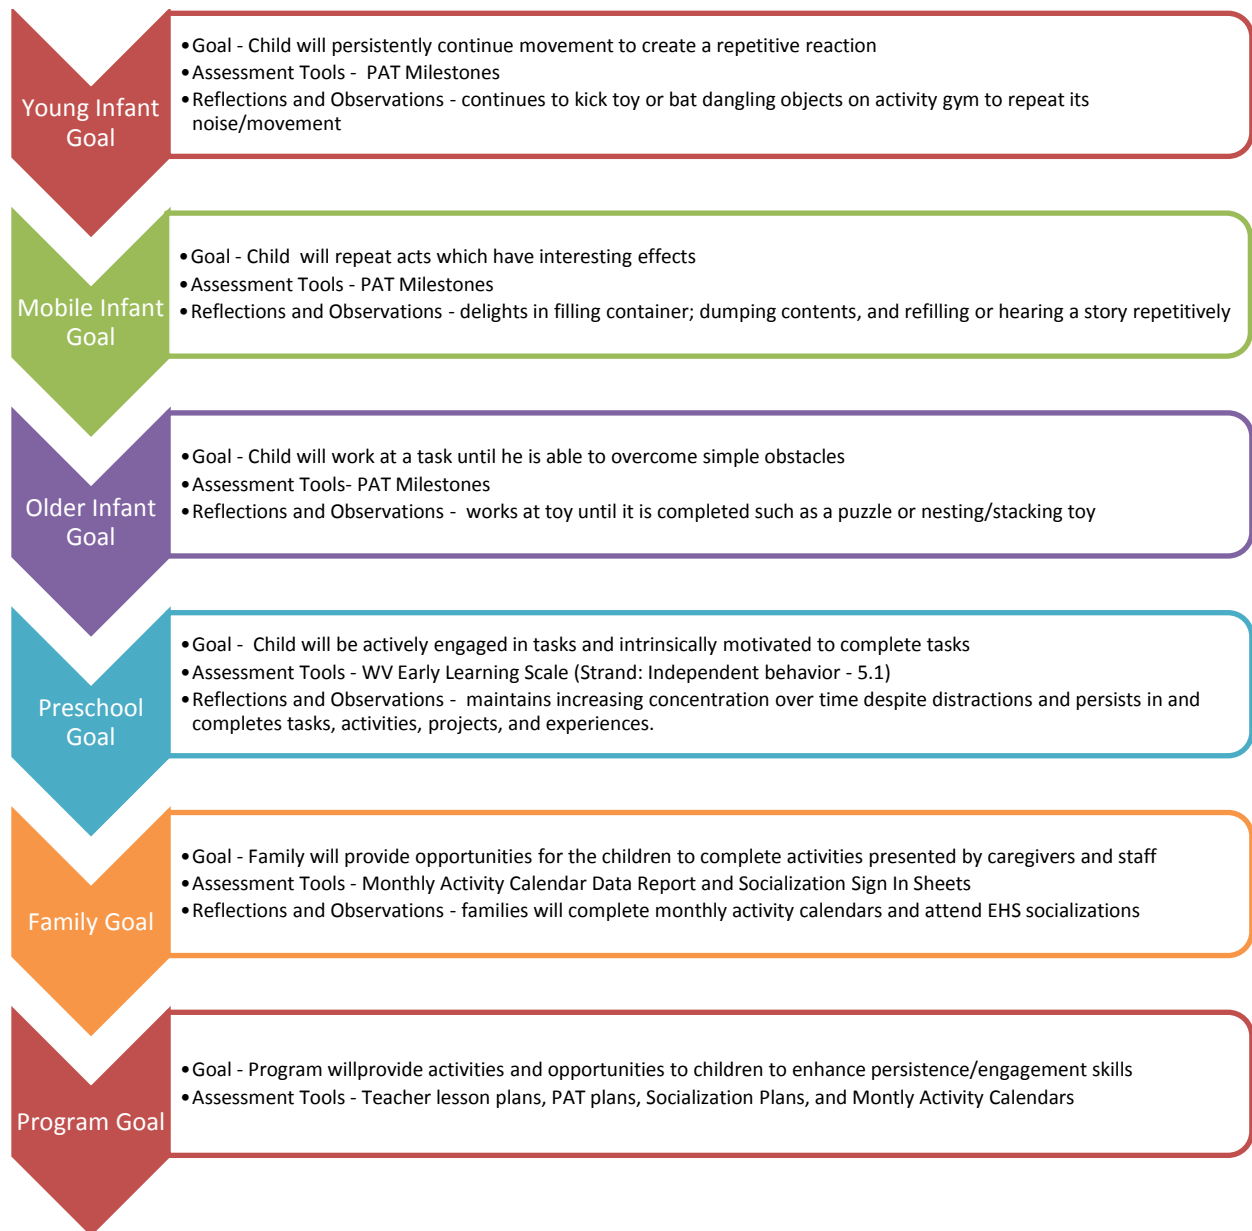 Young Infant
Goal
•Goal - Child will persistently continue movement to create a repetitive reaction
•Assessment Tools - PAT Milestones
•Reflections and Observations - continues to kick toy or bat dangling objects on activity gym to repeat its
noise/movement
Mobile Infant
Goal
•Goal - Child will repeat acts which have interesting effects
•Assessment Tools - PAT Milestones
•Reflections and Observations - delights in filling container; dumping contents, and refilling or hearing a story repetitively
Older Infant
Goal
•Goal - Child will work at a task until he is able to overcome simple obstacles
•Assessment Tools- PAT Milestones
•Reflections and Observations - works at toy until it is completed such as a puzzle or nesting/stacking toy
Preschool
Goal
•Goal - Child will be actively engaged in tasks and intrinsically motivated to complete tasks
•Assessment Tools - WV Early Learning Scale (Strand: Independent behavior - 5.1)
•Reflections and Observations - maintains increasing concentration over time despite distractions and persists in and
completes tasks, activities, projects, and experiences.
Family Goal
•Goal - Family will provide opportunities for the children to complete activities presented by caregivers and staff
•Assessment Tools - Monthly Activity Calendar Data Report and Socialization Sign In Sheets
•Reflections and Observations - families will complete monthly activity calendars and attend EHS socializations
Program Goal
•Goal - Program willprovide activities and opportunities to children to enhance persistence/engagement skills
•Assessment Tools - Teacher lesson plans, PAT plans, Socialization Plans, and Montly Activity Calendars